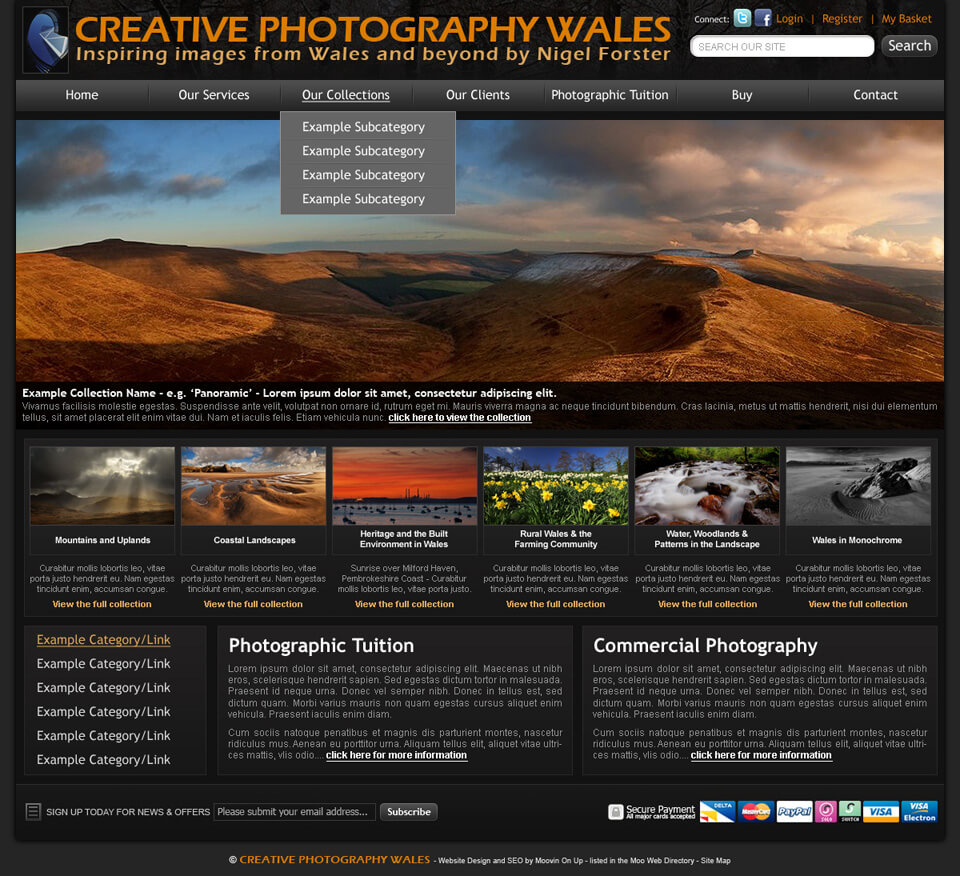 CREATIVE PHOTOGRAPHY WALES
Inspiring images from Wales and beyond by Nigel Forster
Connect: Login | Register | My Basket
SEARCH OUR SITE Search
Home Our Services Our Collections Our Clients Photographic Tuition Buy Contact
Example Subcategory
Example Subcategory
Example Subcategory
Example Subcategory
Example Collection Name - e.g. ‘Panoramic’ - Lorem ipsum dolor sit amet, consectetur adipiscing elit.
Vivamus facilisis molestie egestas. Suspendisse ante velit, volutpat non ornare id, rutrum eget mi. Mauris viverra magna ac neque tincidunt bibendum. Cras lacinia, metus ut mattis hendrerit, nisi dui elementum
tellus, sit amet placerat elit enim vitae dui. Nam et iaculis felis. Etiam vehicula nunc. click here to view the collection
Mountains and Uplands
Curabitur mollis lobortis leo, vitae
porta justo hendrerit eu. Nam egestas
tincidunt enim, accumsan congue.
View the full collection
Coastal Landscapes
Curabitur mollis lobortis leo, vitae
porta justo hendrerit eu. Nam egestas
tincidunt enim, accumsan congue.
View the full collection
Heritage and the Built
Environment in Wales
Sunrise over Milford Haven,
Pembrokeshire Coast - Curabitur
mollis lobortis leo, vitae porta justo.
View the full collection
Rural Wales & the
Farming Community
Curabitur mollis lobortis leo, vitae
porta justo hendrerit eu. Nam egestas
tincidunt enim, accumsan congue.
View the full collection
Water, Woodlands &
Patterns in the Landscape
Curabitur mollis lobortis leo, vitae
porta justo hendrerit eu. Nam egestas
tincidunt enim, accumsan congue.
View the full collection
Wales in Monochrome
Curabitur mollis lobortis leo, vitae
porta justo hendrerit eu. Nam egestas
tincidunt enim, accumsan congue.
View the full collection
Example Category/Link
Example Category/Link
Example Category/Link
Example Category/Link
Example Category/Link
Example Category/Link
Photographic Tuition
Lorem ipsum dolor sit amet, consectetur adipiscing elit. Maecenas ut nibh
eros, scelerisque hendrerit sapien. Sed egestas dictum tortor in malesuada.
Praesent id neque urna. Donec vel semper nibh. Donec in tellus est, sed
dictum quam. Morbi varius mauris non quam egestas cursus aliquet enim
vehicula. Praesent iaculis enim diam.
Cum sociis natoque penatibus et magnis dis parturient montes, nascetur
ridiculus mus. Aenean eu porttitor urna. Aliquam tellus elit, aliquet vitae ultri-
ces mattis, vlis odio.... click here for more information
Commercial Photography
Lorem ipsum dolor sit amet, consectetur adipiscing elit. Maecenas ut nibh
eros, scelerisque hendrerit sapien. Sed egestas dictum tortor in malesuada.
Praesent id neque urna. Donec vel semper nibh. Donec in tellus est, sed
dictum quam. Morbi varius mauris non quam egestas cursus aliquet enim
vehicula. Praesent iaculis enim diam.
Cum sociis natoque penatibus et magnis dis parturient montes, nascetur
ridiculus mus. Aenean eu porttitor urna. Aliquam tellus elit, aliquet vitae ultri-
ces mattis, vlis odio.... click here for more information
SIGN UP TODAY FOR NEWS & OFFERS Please submit your email address... Subscribe
Secure Payment
All major cards accepted
DELTA MasterCard PayPal SOLO SWITCH VISA VISA
Electron
© CREATIVE PHOTOGRAPHY WALES - Website Design and SEO by Moovin On Up - listed in the Moo Web Directory - Site Map